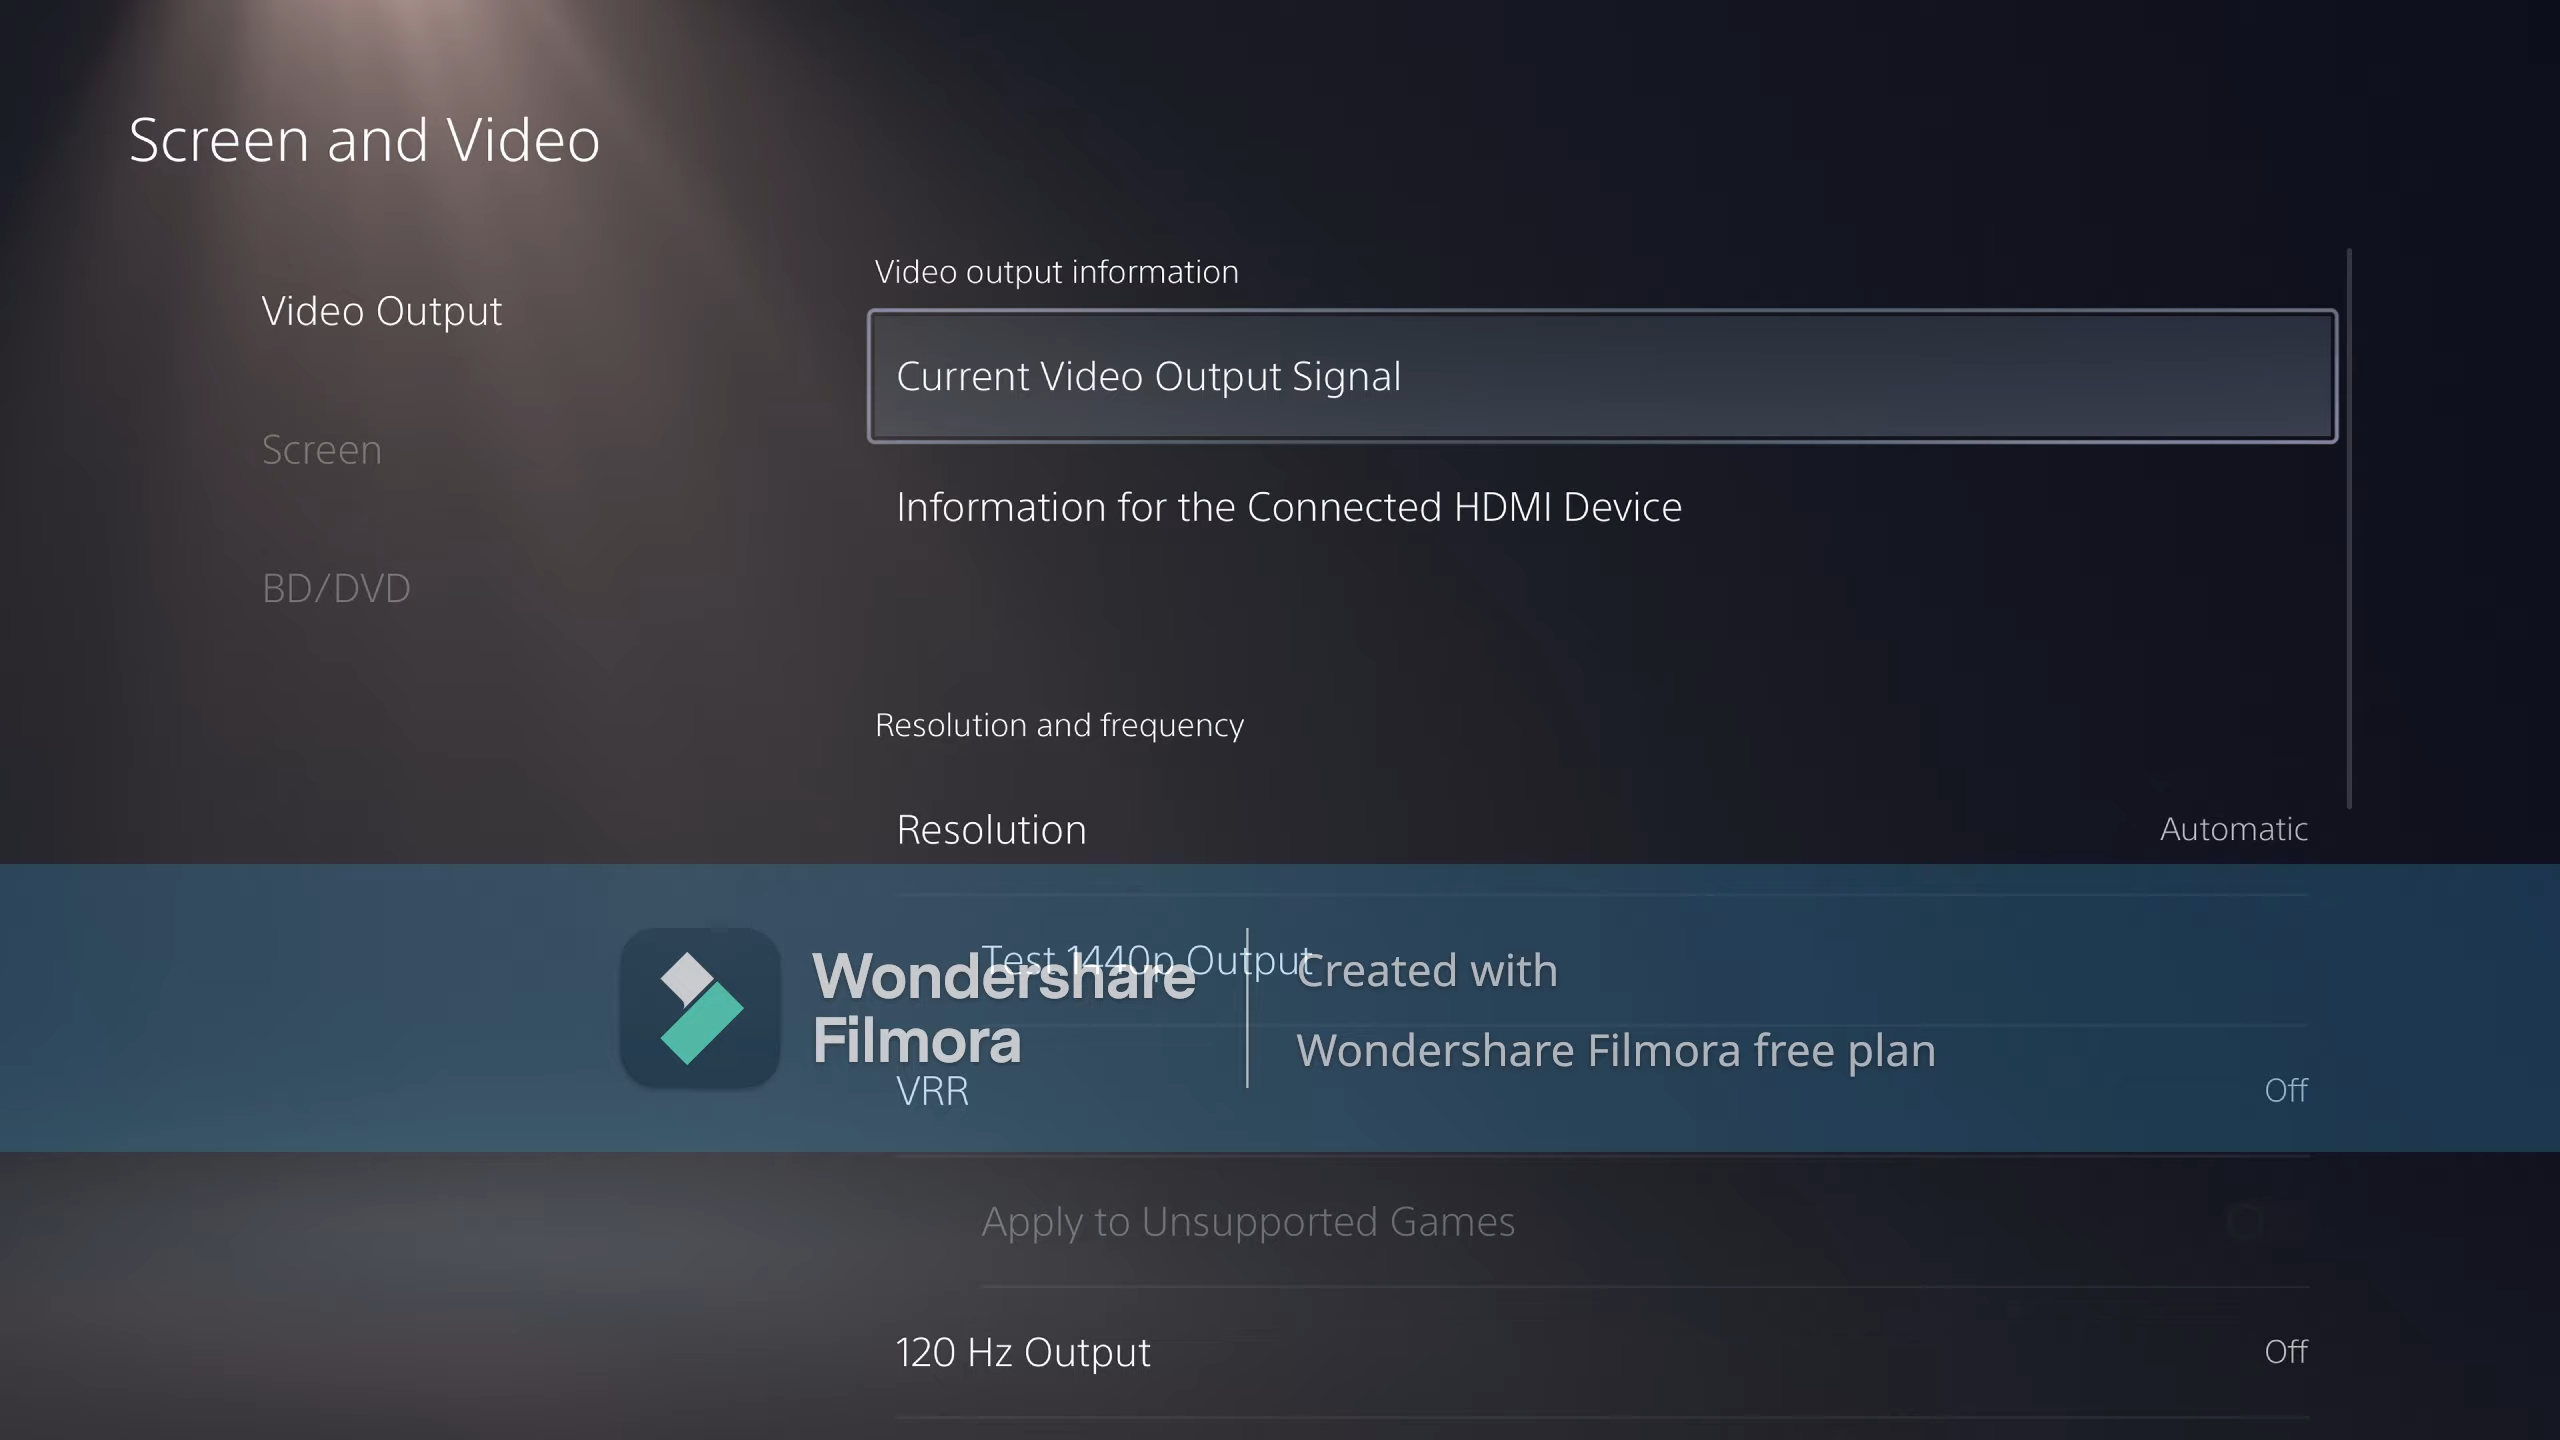 Screen and Video
Video Output
Screen
BD/DVD
Video output information
Current Video Output Signal
Information for the Connected HDMI Device
Resolution and frequency
Resolution
Automatic
Test 1440p Output
Wondershare
Filmora
Created with
Wondershare Filmora free plan
VRR
Off
Apply to Unsupported Games
120 Hz Output
Off